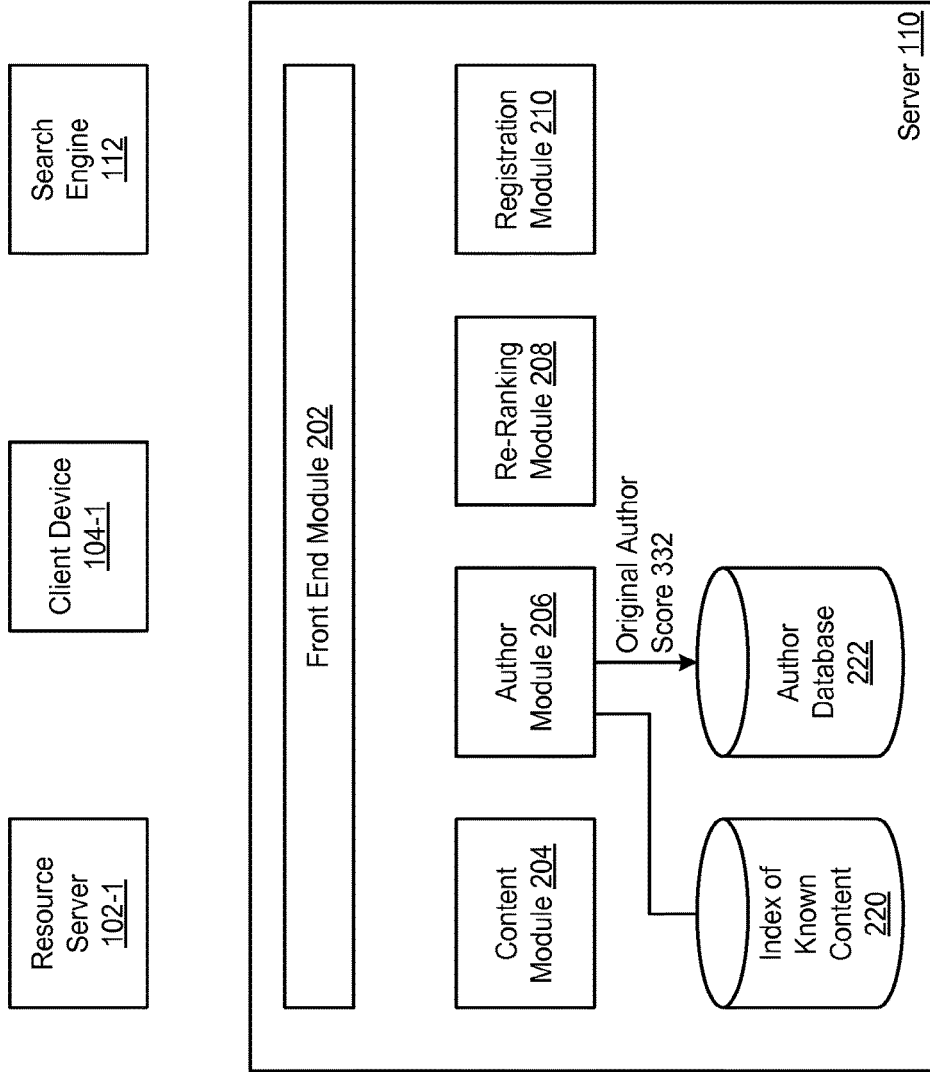 Resource
Server
102-1
Client Device
104-1
Search
Engine
112
Front End Module 202
Content
Module 204
Author
Module 206
Re-Ranking
Module 208
Registration
Module 210
Original Author
Score 332
Index of
Known
Content
220
Author
Database
222
Server 110